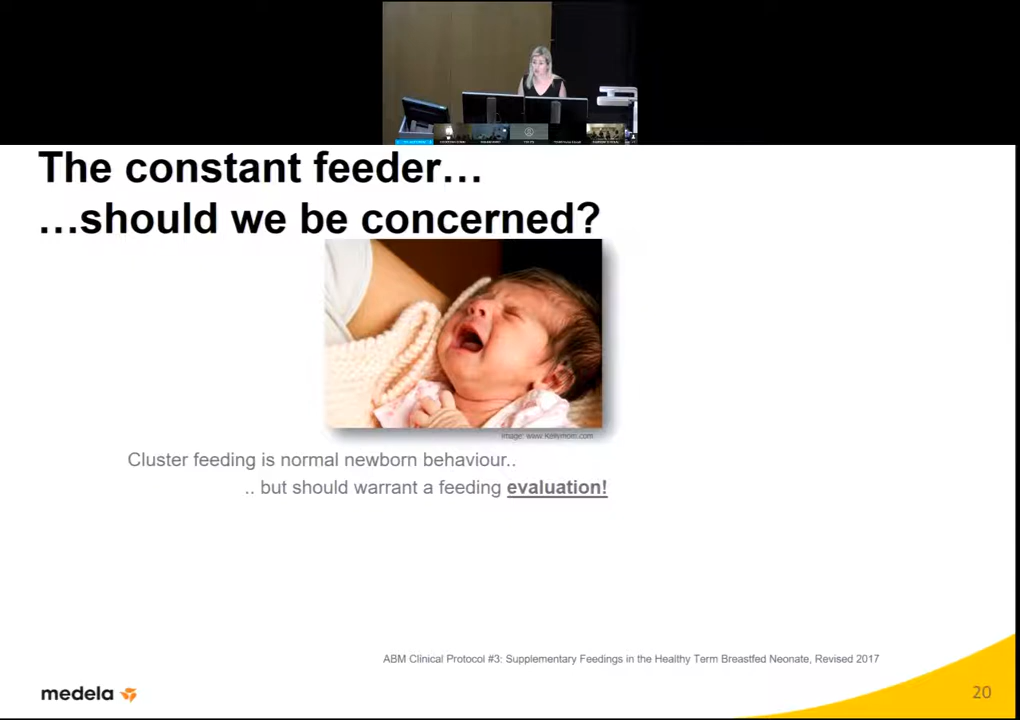 The constant feeder…
…should we be concerned?
Image: www.Kellymom.com
Cluster feeding is normal newborn behaviour..
.. but should warrant a feeding evaluation!
ABM Clinical Protocol #3: Supplementary Feedings in the Healthy Term Breastfed Neonate, Revised 2017
medela
20